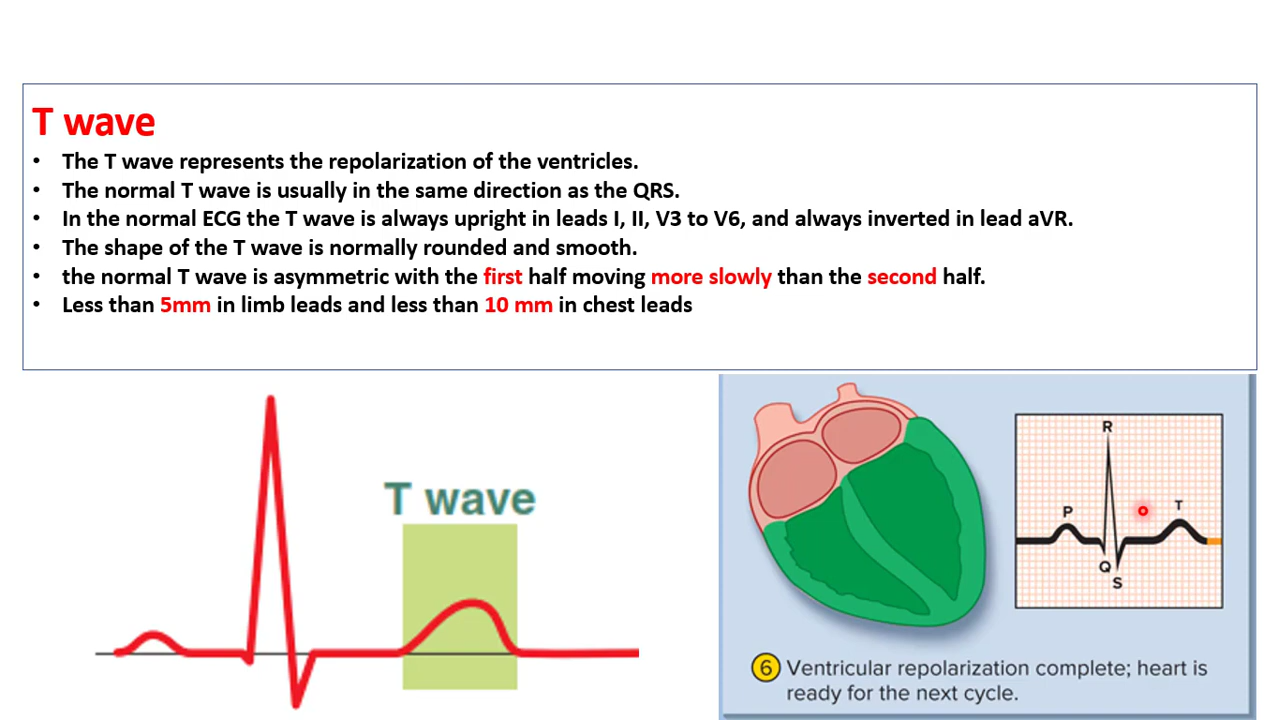 T wave
• The T wave represents the repolarization of the ventricles.
• The normal T wave is usually in the same direction as the QRS.
• In the normal ECG the T wave is always upright in leads I, II, V3 to V6, and always inverted in lead aVR.
• The shape of the T wave is normally rounded and smooth.
• the normal T wave is asymmetric with the first half moving more slowly than the second half.
• Less than 5mm in limb leads and less than 10 mm in chest leads
T wave
R
P
T
Q
S
6 Ventricular repolarization complete; heart is
ready for the next cycle.